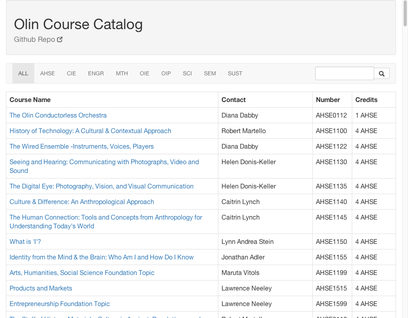 Olin Course Catalog
Github Repo
ALL AHSE CIE ENGR MTH OIE OIP SCI SEM SUST
Course Name Contact Number Credits
The Olin Conductorless Orchestra Diana Dabby AHSE0112 1 AHSE
History of Technology: A Cultural & Contextual Approach Robert Martello AHSE1100 4 AHSE
The Wired Ensemble -Instruments, Voices, Players Diana Dabby AHSE1122 4 AHSE
Seeing and Hearing: Communicating with Photographs, Video and Helen Donis-Keller AHSE1130 4 AHSE
Sound
The Digital Eye: Photography, Vision, and Visual Communication Helen Donis-Keller AHSE1135 4 AHSE
Culture & Difference: An Anthropological Approach Caitrin Lynch AHSE1140 4 AHSE
The Human Connection: Tools and Concepts from Anthropology for Caitrin Lynch AHSE1145 4 AHSE
Understanding Today's World
What is 'I'? Lynn Andrea Stein AHSE1150 4 AHSE
Identity from the Mind & the Brain: Who Am I and How Do I Know Jonathan Adler AHSE1155 4 AHSE
Arts, Humanities, Social Science Foundation Topic Maruta Vitols AHSE1199 4 AHSE
Products and Markets Lawrence Neeley AHSE1515 4 AHSE
Entrepreneurship Foundation Topic Lawrence Neeley AHSE1599 4 AHSE